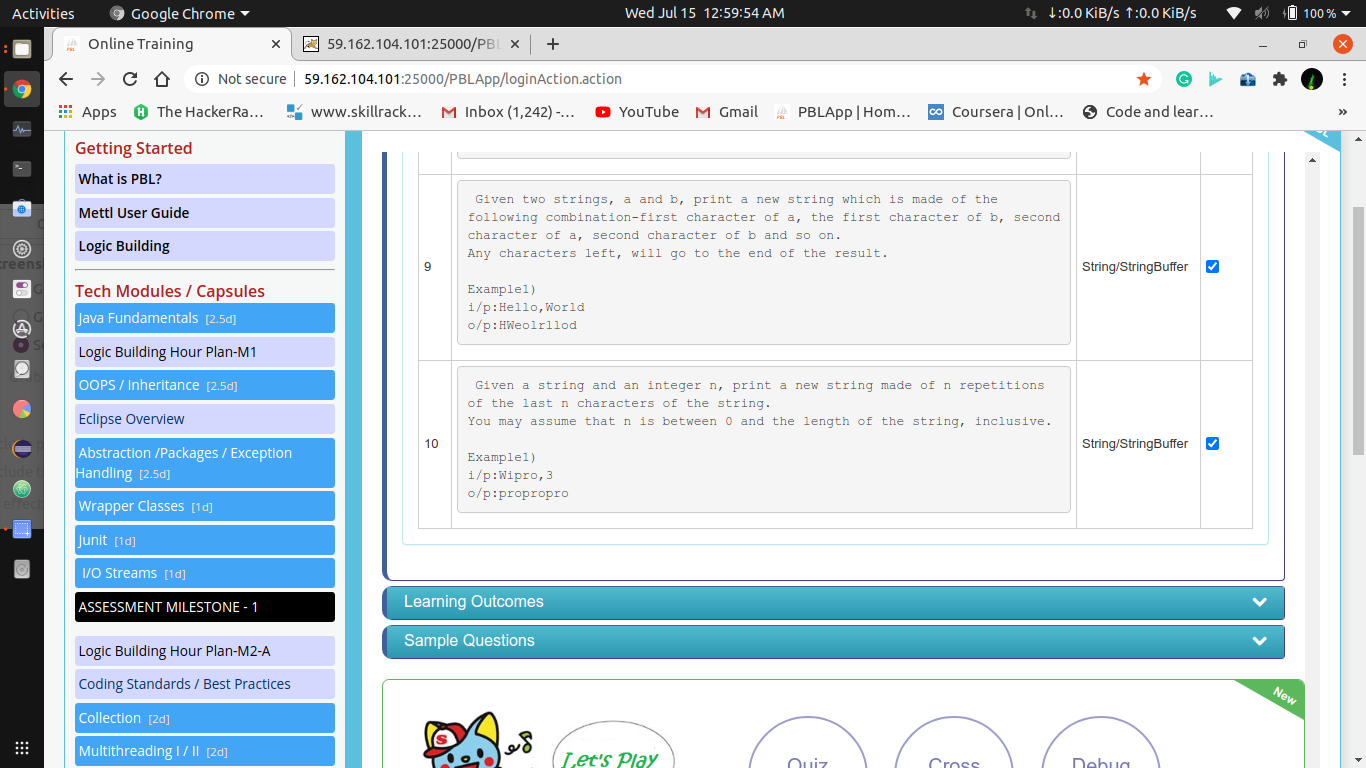 Activities
Google Chrome
Wed Jul 15 12:59:54 AM
↓:0.0 KiB/s ↑:0.0 KiB/s
100 %
Online Training
59.162.104.101:25000/PBL
Not secure
59.162.104.101:25000/PBLApp/loginAction.action
Apps
The HackerRa...
www.skillrack...
Inbox (1,242) -...
YouTube
Gmail
PBLApp | Hom...
Coursera | Onl...
Code and lear...
»
Getting Started
What is PBL?
Mettl User Guide
Logic Building
Tech Modules / Capsules
Java Fundamentals [2.5d]
Logic Building Hour Plan-M1
OOPS / Inheritance [2.5d]
Eclipse Overview
Abstraction /Packages / Exception
Handling [2.5d]
Wrapper Classes [1d]
Junit [1d]
I/O Streams [1d]
ASSESSMENT MILESTONE - 1
Logic Building Hour Plan-M2-A
Coding Standards / Best Practices
Collection [2d]
Multithreading I / II [2d]
9
Given two strings, a and b, print a new string which is made of the
following combination-first character of a, the first character of b, second
character of a, second character of b and so on.
Any characters left, will go to the end of the result.
Example1)
i/p:Hello,World
o/p:HWeolrllod
String/StringBuffer
10
Given a string and an integer n, print a new string made of n repetitions
of the last n characters of the string.
You may assume that n is between 0 and the length of the string, inclusive.
Example1)
i/p:Wipro,3
o/p:propropro
String/StringBuffer
Learning Outcomes
Sample Questions
New
S
Let's Play
Quiz
Cross
Debug